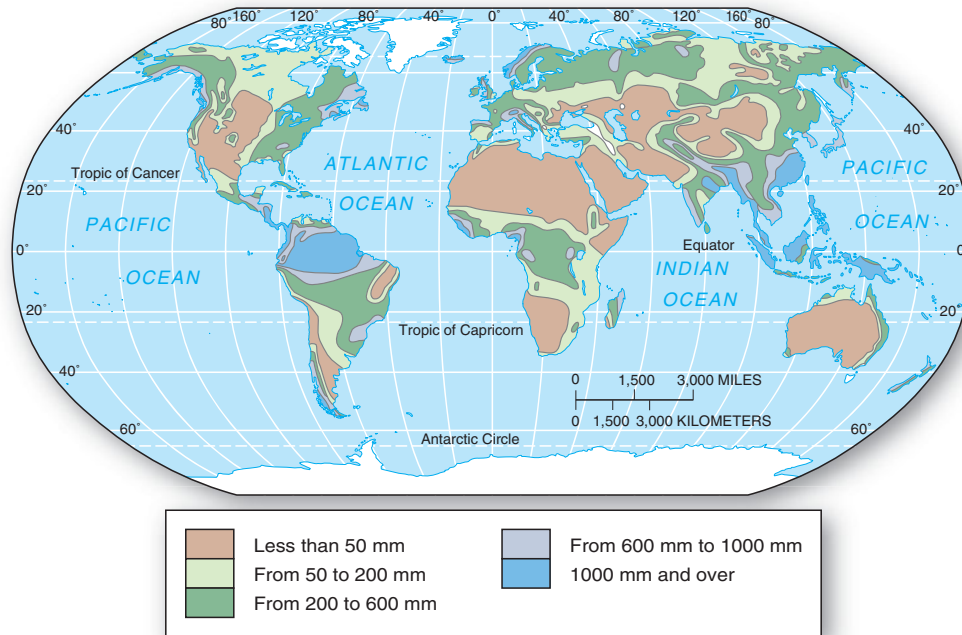 80˚ 160˚ 120˚ 80˚ 40˚ 0˚ 40˚ 80˚ 120˚ 160˚ 80˚
40˚ 40˚
ATLANTIC
OCEAN
PACIFIC
OCEAN
Tropic of Cancer
20˚ 20˚
PACIFIC
OCEAN
Equator
0˚ 0˚
INDIAN
OCEAN
20˚ 20˚
Tropic of Capricorn
0 1,500 3,000 MILES
0 1,500 3,000 KILOMETERS
40˚ 40˚
60˚ 60˚
Antarctic Circle
Less than 50 mm
From 50 to 200 mm
From 200 to 600 mm
From 600 mm to 1000 mm
1000 mm and over